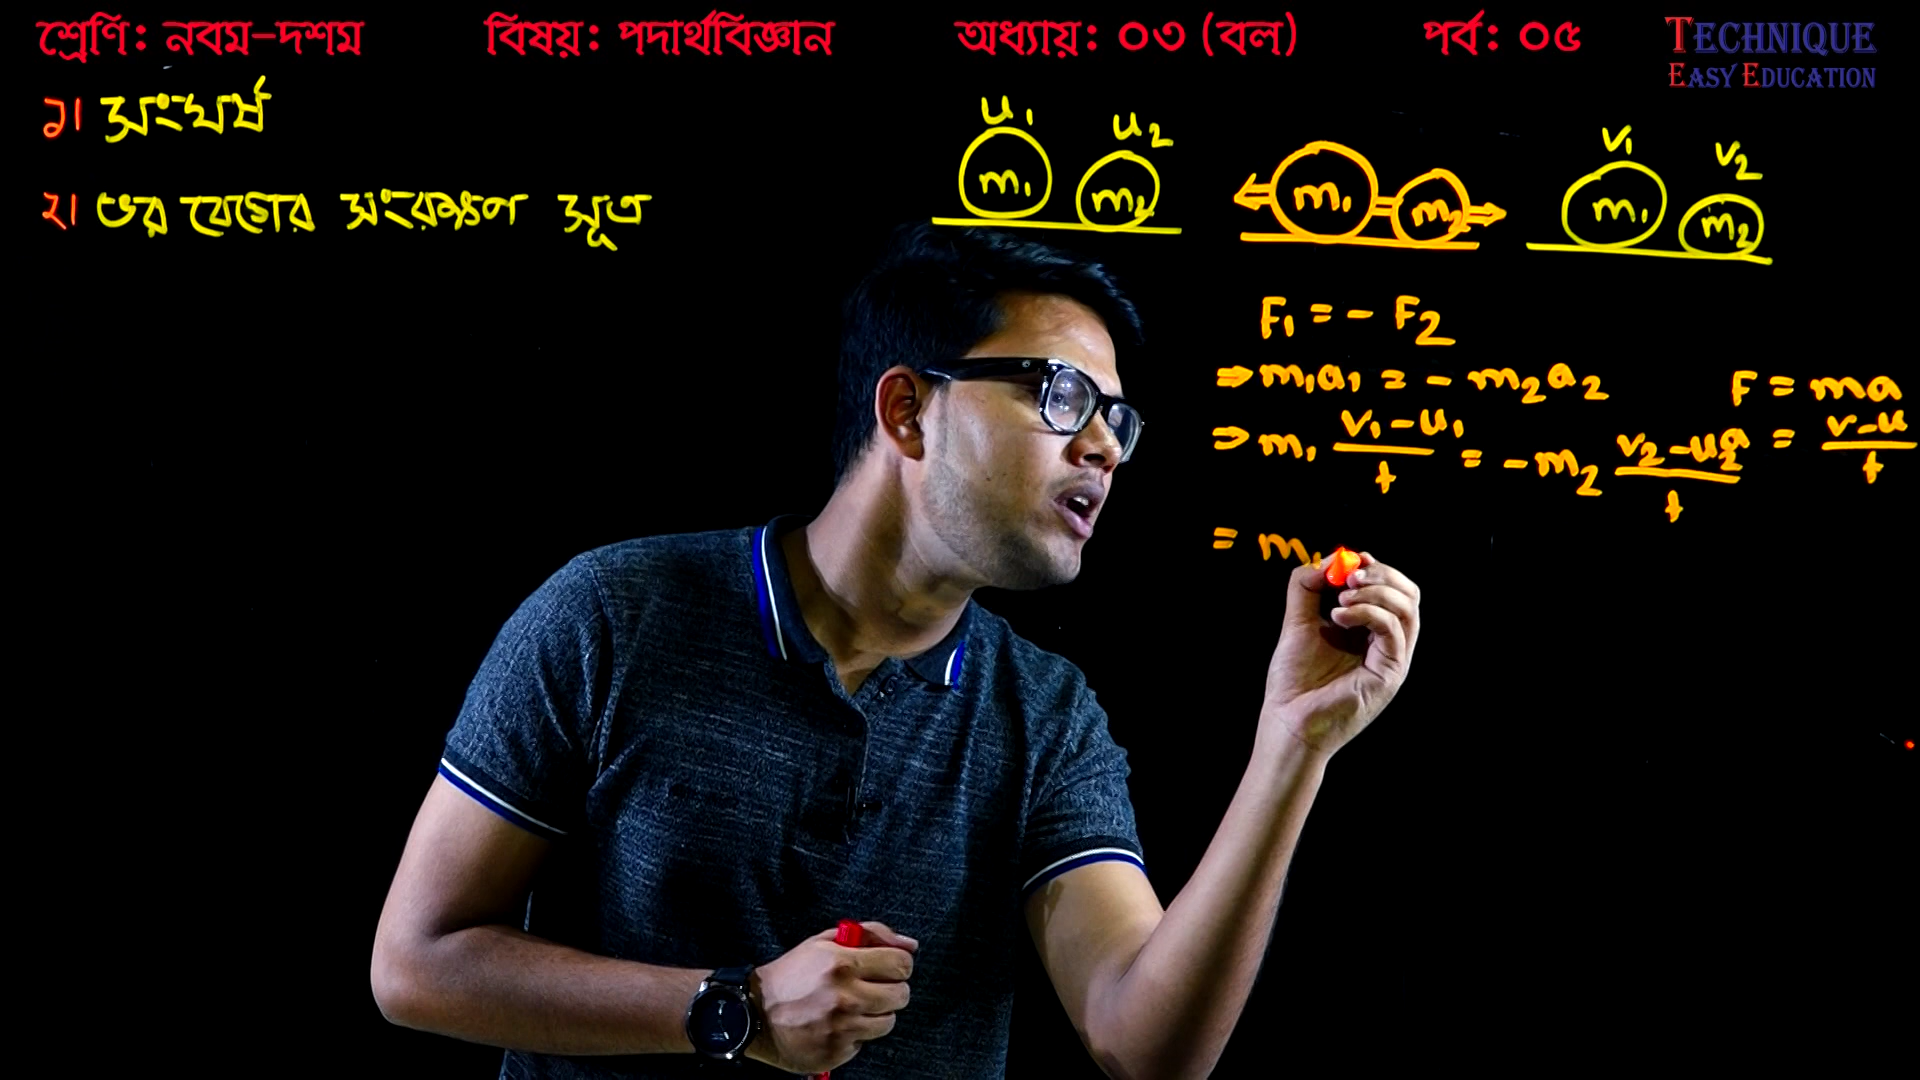 শ্রেণি: নবম-দশম বিষয়: পদার্থবিজ্ঞান অধ্যায়: ০৩ (বল) পর্ব: ০৫
TECHNIQUE
EASY EDUCATION
১। সংঘর্ষ
২। ভর বেগের সংরক্ষণ সূত্র
u₁ u₂ v₁ v₂
m₁ m₂ m₁ m₂ m₁ m₂
F₁ = - F₂
⇒ m₁a₁ = - m₂a₂ F = ma
⇒ m₁ (v₁-u₁)/t = -m₂ (v₂-u₂)/t a = (v-u)/t
= m₁